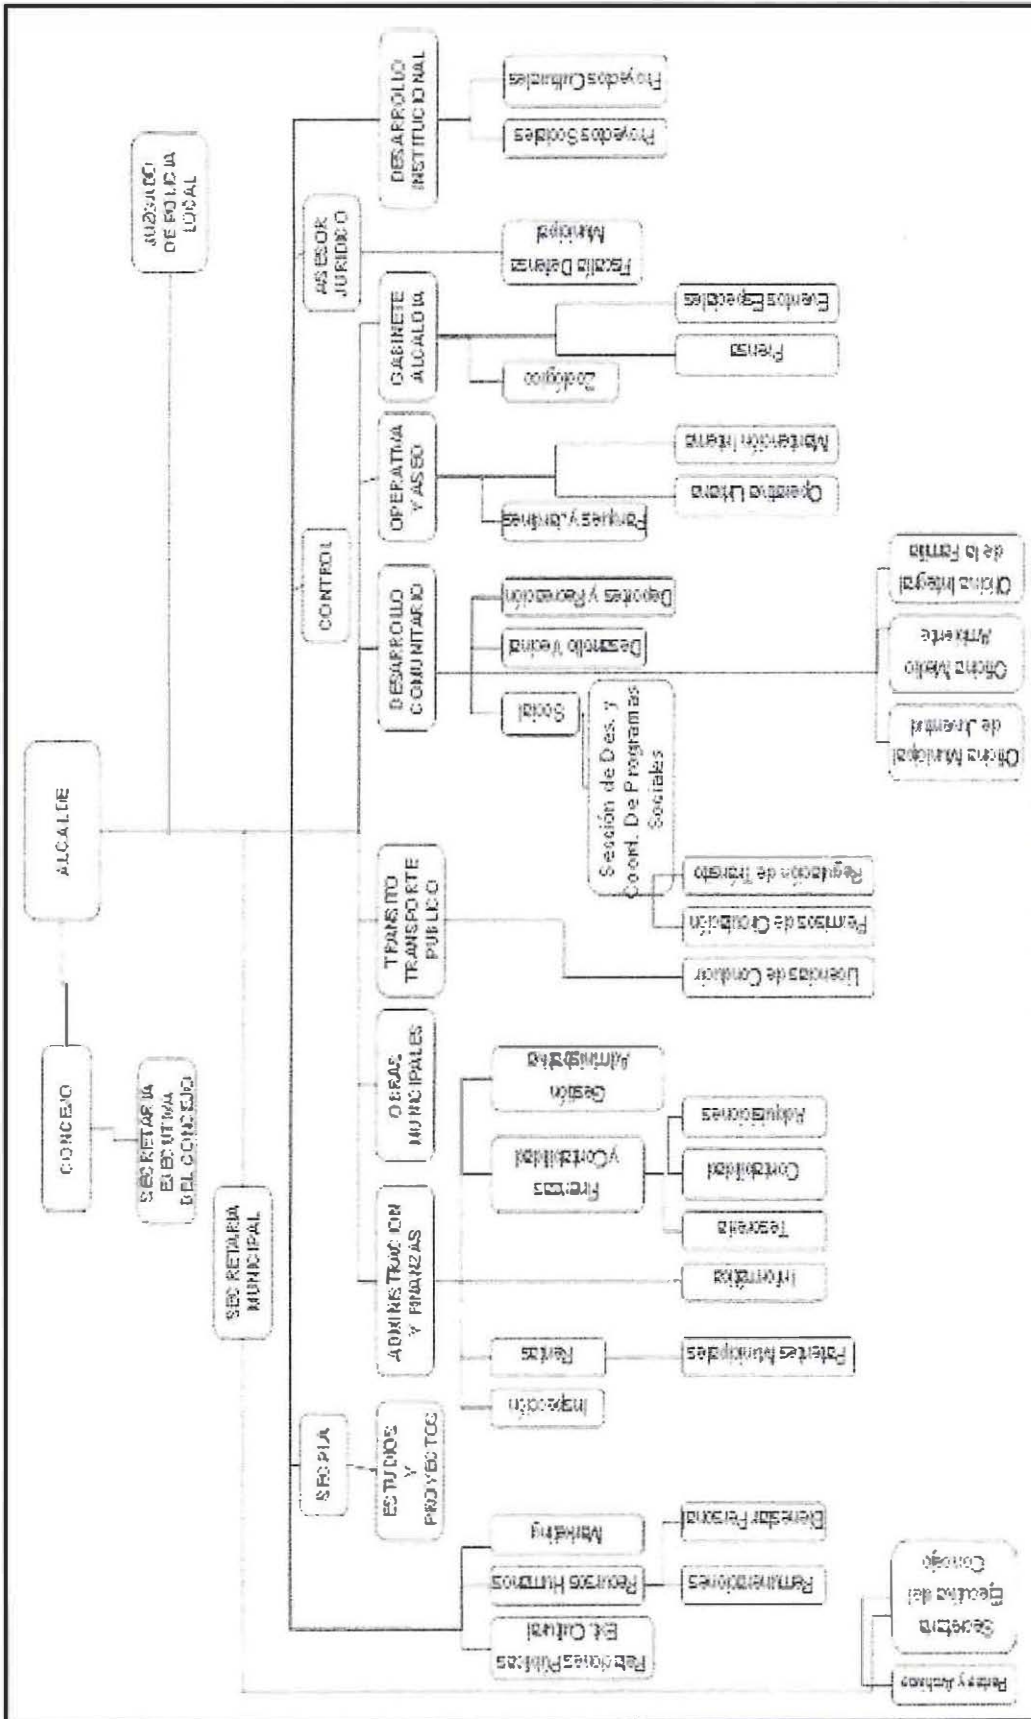 ALCALDE
CONCEJO
SECRETARIA
EJECUTIVA
DEL CONCEJO
JUZGADO
DE POLICIA
LOCAL
SECRETARIA
MUNICIPAL
SECPLA
CONTROL
ASESOR
JURIDICO
ESTUDIOS
Y
PROYECTOS
ADMINISTRACION
Y FINANZAS
OBRAS
MUNICIPALES
TRANSITO
TRANSPORTE
PUBLICO
DESARROLLO
COMUNITARIO
OPERATIVA
Y ASEO
GABINETE
ALCALDIA
DESARROLLO
INSTITUCIONAL
Relaciones Públicas
Ext. Cultural
Recursos Humanos
Marketing
Remuneraciones
Bienestar Personal
Inspección
Rentas
Patentes Municipales
Informática
Finanzas
y Contabilidad
Tesorería
Contabilidad
Adquisiciones
Gestión
Administrativa
Licencias de Conducir
Permisos de Circulación
Regulación de Tránsito
Social
Sección de Des. y
Coord. De Programas
Sociales
Desarrollo Vecinal
Deportes y Recreación
Oficina Municipal
de Juventud
Oficina Medio
Ambiente
Oficina Integral
de la Familia
Parques y Jardines
Operativa Urbana
Mantención Interna
Zoológico
Prensa
Eventos Especiales
Fiscalía Defensa
Municipal
Proyectos Sociales
Proyectos Culturales
Partes y Archivos
Secretaria
Ejecutiva del
Concejo